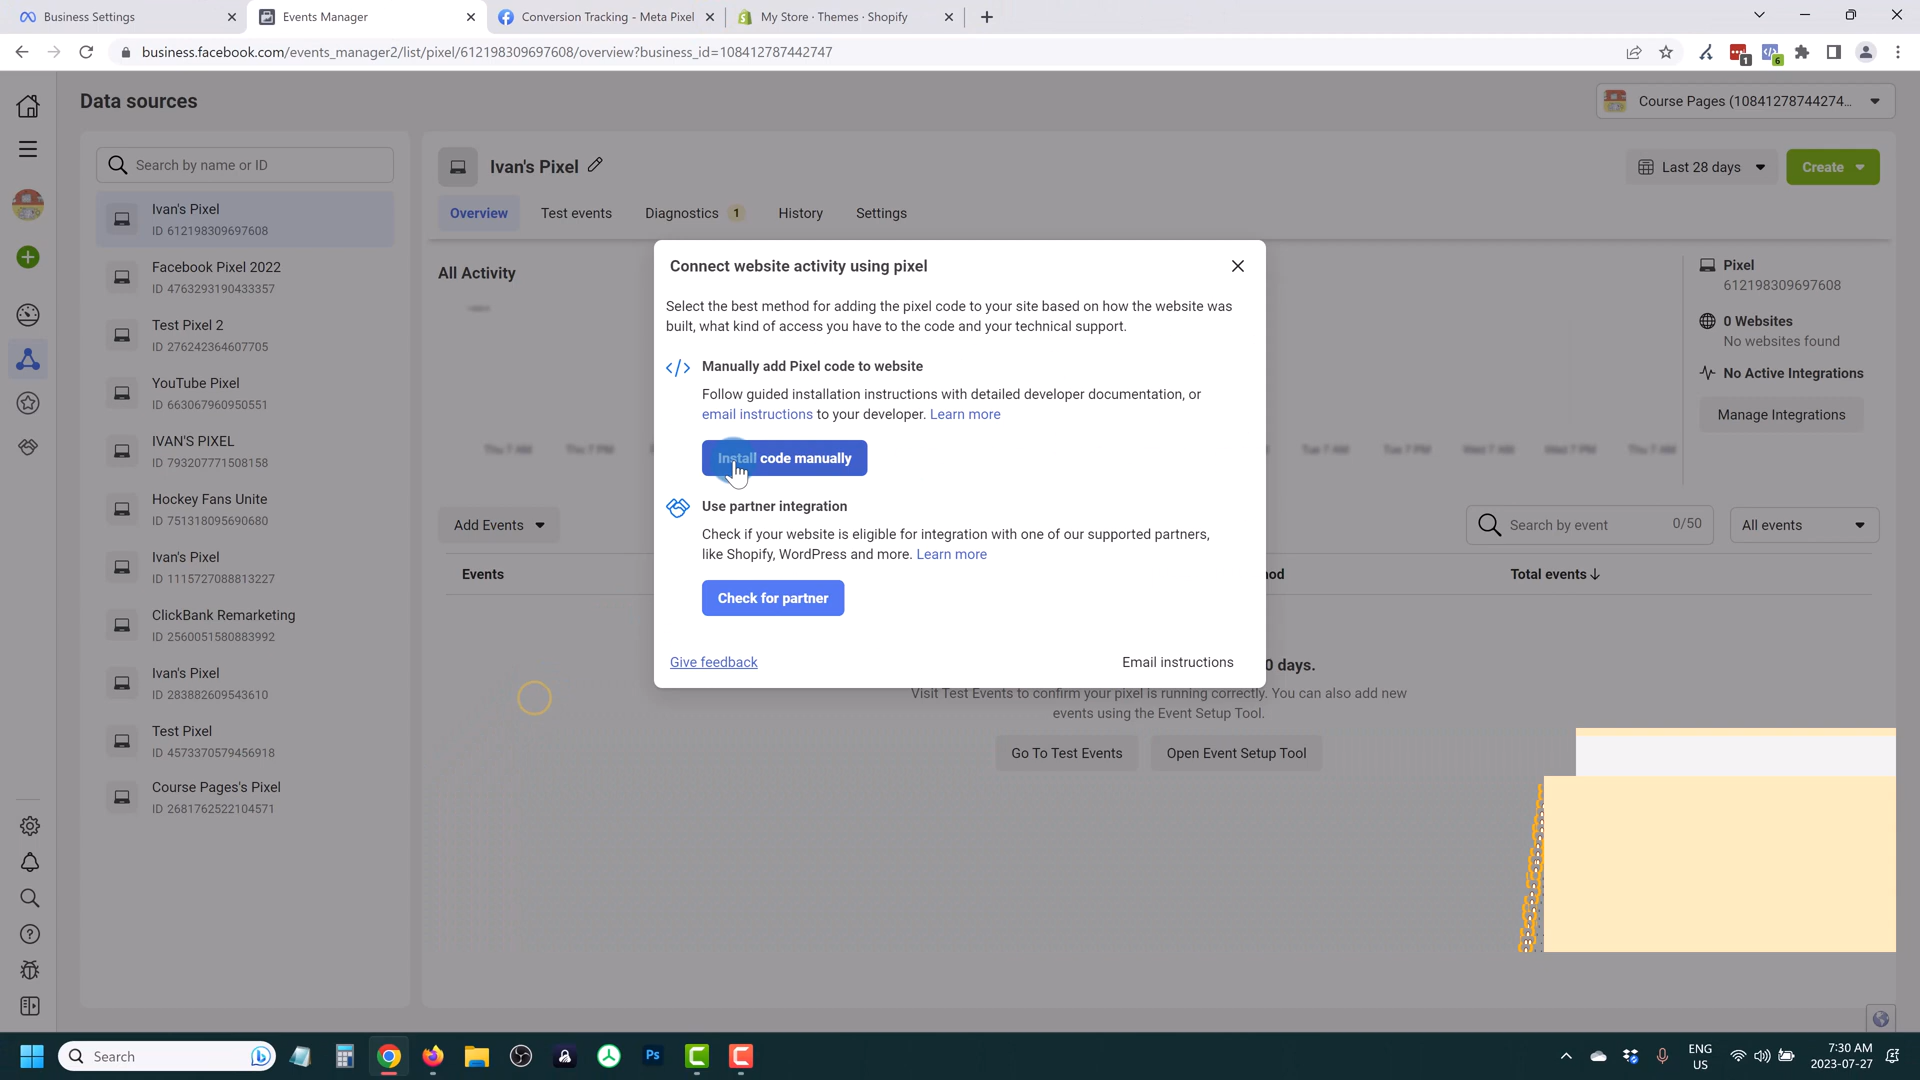 Business Settings
Events Manager
Conversion Tracking - Meta Pixel
My Store · Themes · Shopify
business.facebook.com/events_manager2/list/pixel/612198309697608/overview?business_id=108412787442747
1
6
Data sources
Course Pages (10841278744274...
Search by name or ID
Ivan's Pixel
ID 612198309697608
Facebook Pixel 2022
ID 4763293190433357
Test Pixel 2
ID 276242364607705
YouTube Pixel
ID 663067960950551
IVAN'S PIXEL
ID 793207771508158
Hockey Fans Unite
ID 751318095690680
Ivan's Pixel
ID 1115727088813227
ClickBank Remarketing
ID 2560051580883992
Ivan's Pixel
ID 283882609543610
Test Pixel
ID 4573370579456918
Course Pages's Pixel
ID 2681762522104571
Ivan's Pixel
Last 28 days
Create
Overview
Test events
Diagnostics 1
History
Settings
All Activity
Thu 7 AM
Thu 7 PM
Tue 7 AM
Tue 7 PM
Wed 7 AM
Wed 7 PM
Thu 7 AM
Pixel
612198309697608
0 Websites
No websites found
No Active Integrations
Manage Integrations
Connect website activity using pixel
Select the best method for adding the pixel code to your site based on how the website was
built, what kind of access you have to the code and your technical support.
Manually add Pixel code to website
Follow guided installation instructions with detailed developer documentation, or
email instructions to your developer. Learn more
Install code manually
Use partner integration
Check if your website is eligible for integration with one of our supported partners,
like Shopify, WordPress and more. Learn more
Check for partner
Give feedback
Email instructions
Add Events
Search by event
0/50
All events
Events
Total events
0 days.
Visit Test Events to confirm your pixel is running correctly. You can also add new
events using the Event Setup Tool.
Go To Test Events
Open Event Setup Tool
Search
Ps
ENG
US
7:30 AM
2023-07-27